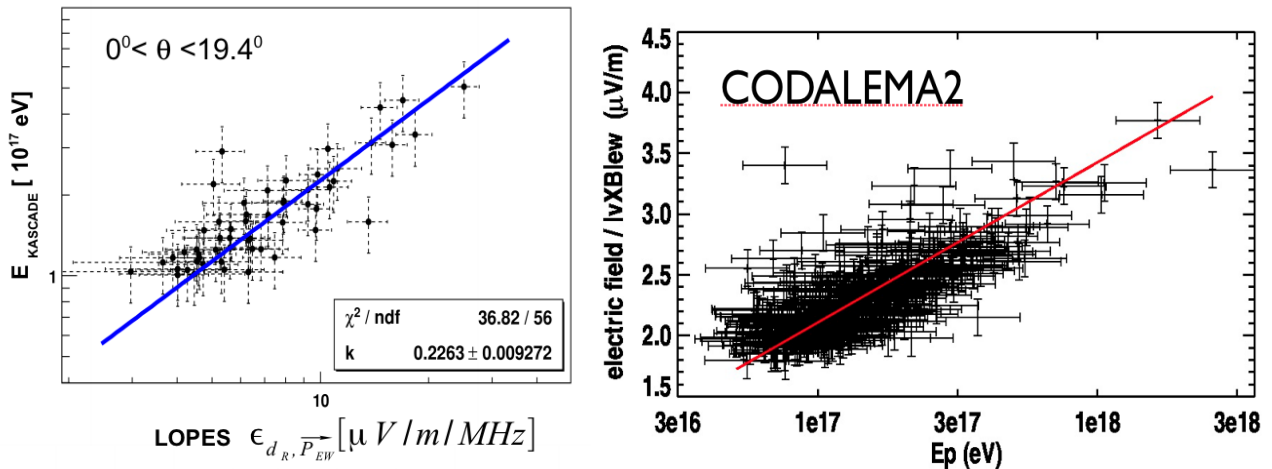 0⁰< θ <19.4⁰
E KASCADE [ 10¹⁷ eV]
1
χ² / ndf 36.82 / 56
k 0.2263 ± 0.009272
10
LOPES ϵ d R, P EW [μ V/m/MHz]
CODALEMA2
electric field / |vXB|ew (μV/m)
4.5
4.0
3.5
3.0
2.5
2.0
1.5
3e16 1e17 3e17 1e18 3e18
Ep (eV)